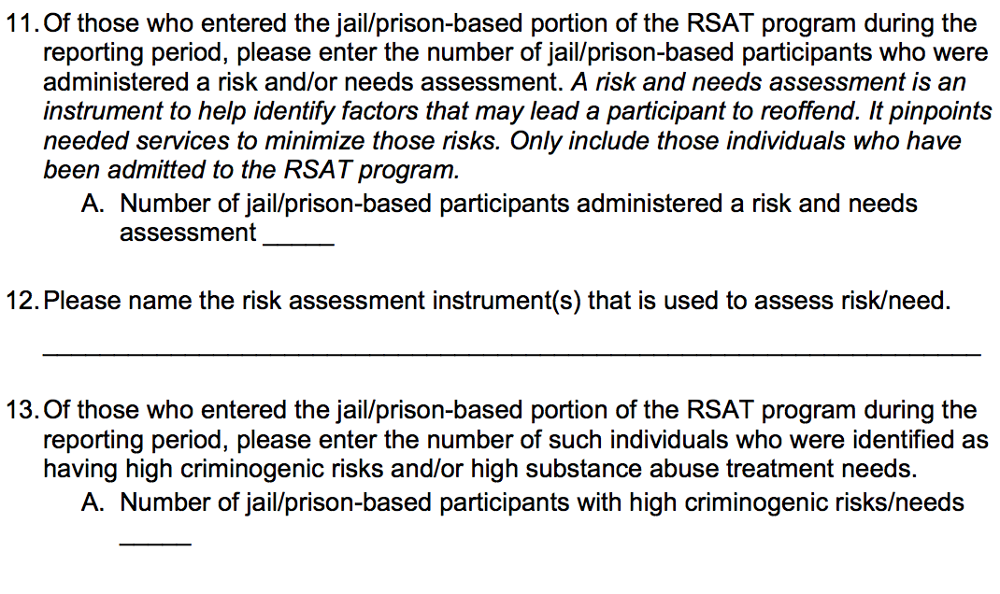 11. Of those who entered the jail/prison-based portion of the RSAT program during the
reporting period, please enter the number of jail/prison-based participants who were
administered a risk and/or needs assessment. A risk and needs assessment is an
instrument to help identify factors that may lead a participant to reoffend. It pinpoints
needed services to minimize those risks. Only include those individuals who have
been admitted to the RSAT program.
A. Number of jail/prison-based participants administered a risk and needs
assessment _____
12. Please name the risk assessment instrument(s) that is used to assess risk/need.
13. Of those who entered the jail/prison-based portion of the RSAT program during the
reporting period, please enter the number of such individuals who were identified as
having high criminogenic risks and/or high substance abuse treatment needs.
A. Number of jail/prison-based participants with high criminogenic risks/needs
_____